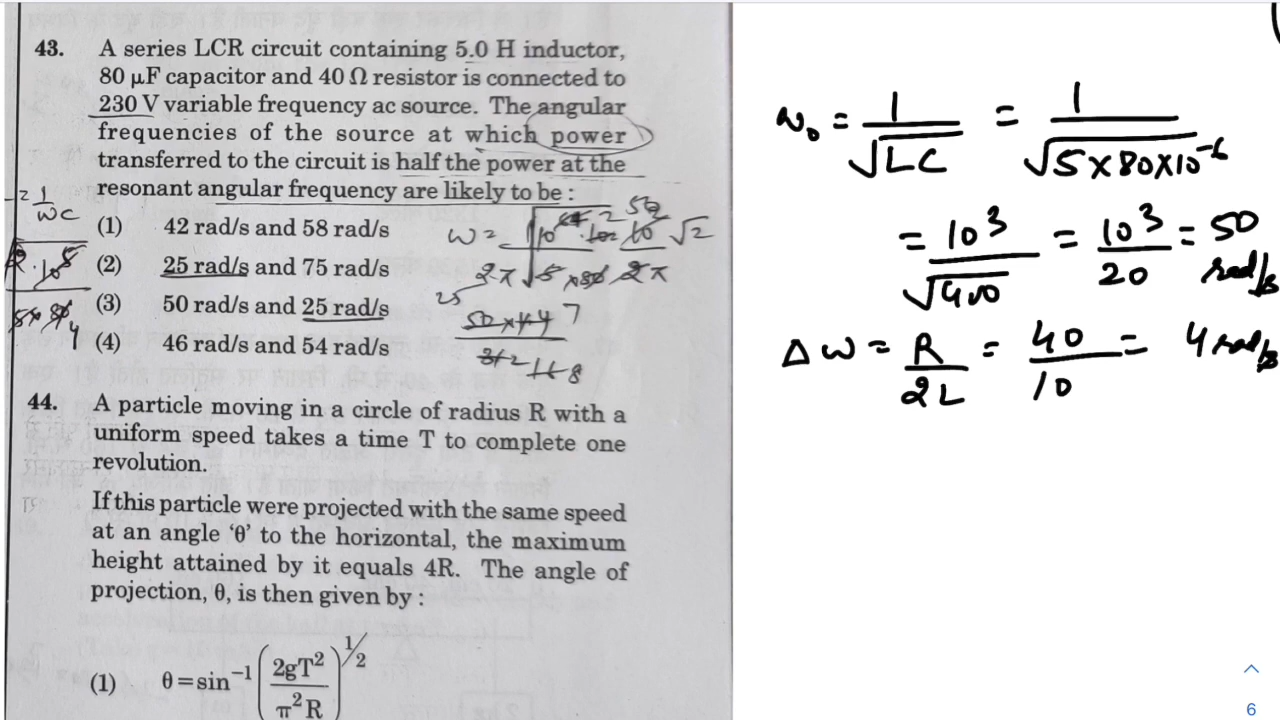 43. A series LCR circuit containing 5.0 H inductor,
80 μF capacitor and 40 Ω resistor is connected to
230 V variable frequency ac source. The angular
frequencies of the source at which power
transferred to the circuit is half the power at the
resonant angular frequency are likely to be :
(1) 42 rad/s and 58 rad/s
(2) 25 rad/s and 75 rad/s
(3) 50 rad/s and 25 rad/s
(4) 46 rad/s and 54 rad/s
44. A particle moving in a circle of radius R with a
uniform speed takes a time T to complete one
revolution.
If this particle were projected with the same speed
at an angle ‘θ’ to the horizontal, the maximum
height attained by it equals 4R. The angle of
projection, θ, is then given by :
(1) θ = sin⁻¹ (2gT²/π²R)^1/2
1/ωC
ω₀ = 1/√LC = 1/√5×80×10⁻⁶
= 10³/√400 = 10³/20 = 50 rad/s
Δω = R/2L = 40/10 = 4 rad/s
6